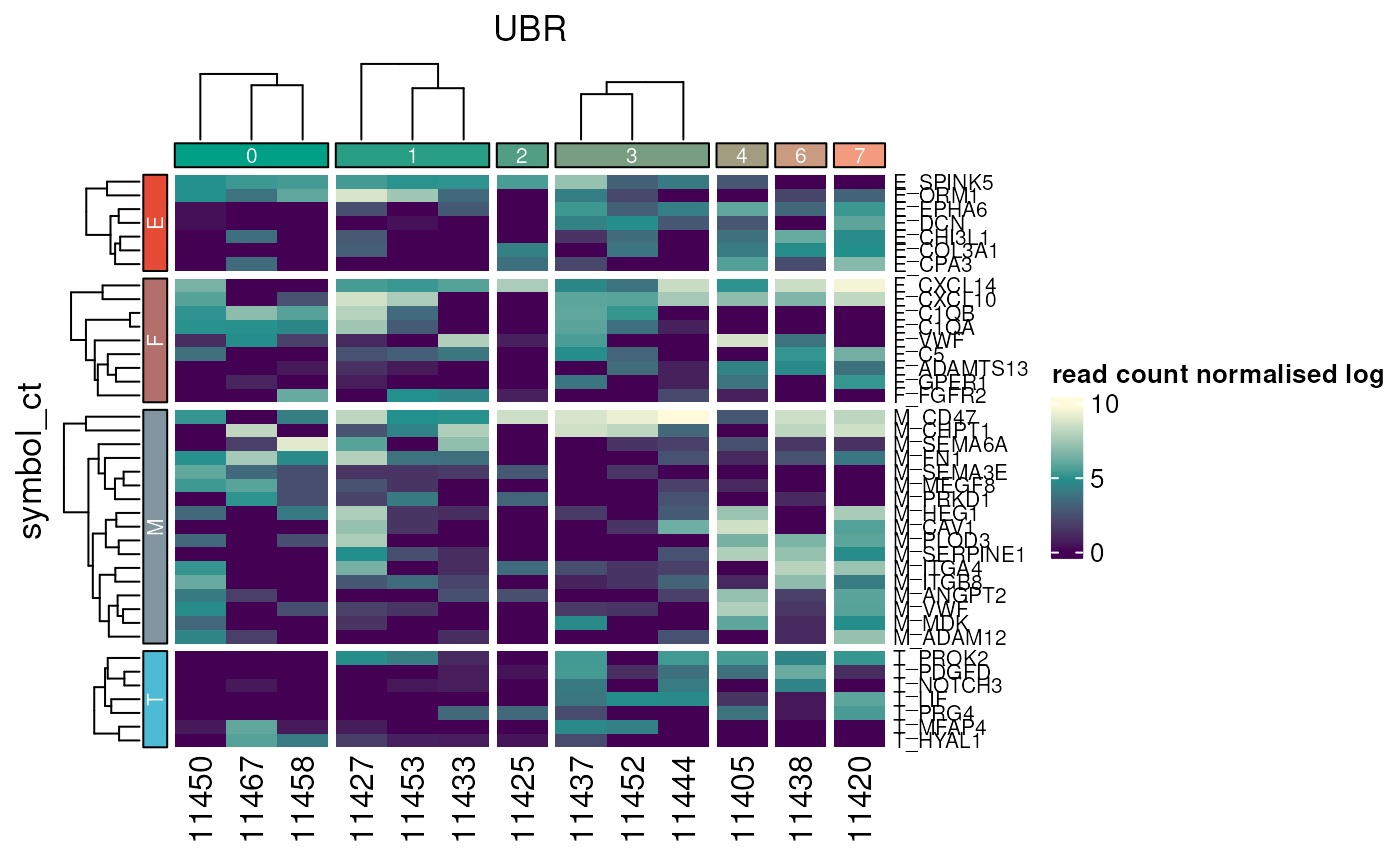 UBR
0 1 2 3 4 6 7
symbol_ct
E
F
M
T
E_SPINK5
E_ORM1
E_EPHA6
E_DCN
E_CHI3L1
E_COL3A1
E_CPA3
F_CXCL14
F_CXCL10
F_C1QB
F_C1QA
F_VWF
F_C5
F_ADAMTS13
F_GPER1
F_FGFR2
M_CD47
M_CHPT1
M_SEMA6A
M_FN1
M_SEMA3E
M_MEGF8
M_PRKD1
M_HEG1
M_CAV1
M_PLOD3
M_SERPINE1
M_ITGA4
M_ITGB8
M_ANGPT2
M_VWF
M_MDK
M_ADAM12
T_PROK2
T_PDGFD
T_NOTCH3
T_LIF
T_PRG4
T_MFAP4
T_HYAL1
11450 11467 11458 11427 11453 11433 11425 11437 11452 11444 11405 11438 11420
read count normalised log
10
5
0